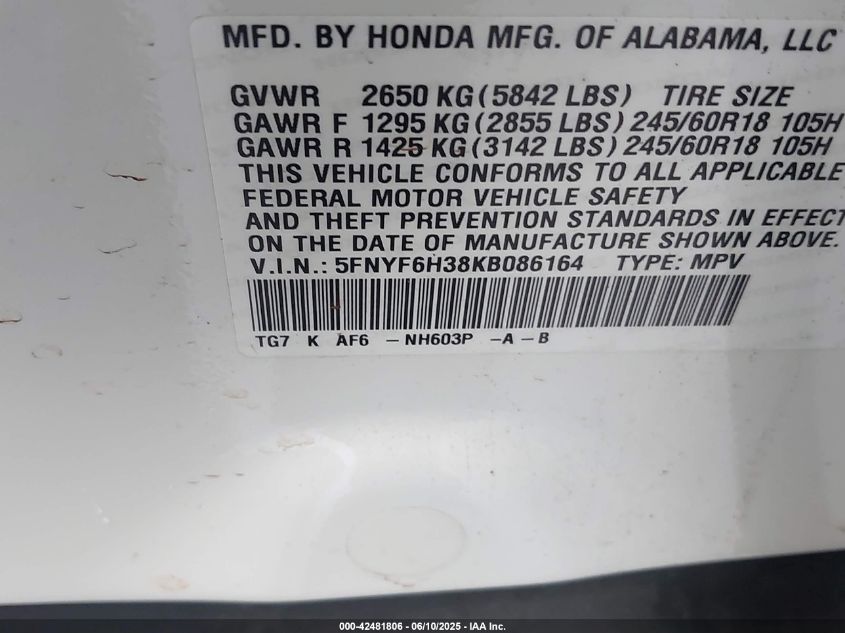 MFD. BY HONDA MFG. OF ALABAMA, LLC
GVWR 2650 KG (5842 LBS) TIRE SIZE
GAWR F 1295 KG (2855 LBS) 245/60R18 105H
GAWR R 1425 KG (3142 LBS) 245/60R18 105H
THIS VEHICLE CONFORMS TO ALL APPLICABLE
FEDERAL MOTOR VEHICLE SAFETY
AND THEFT PREVENTION STANDARDS IN EFFECT
ON THE DATE OF MANUFACTURE SHOWN ABOVE.
V.I.N.: 5FNYF6H38KB086164 TYPE: MPV
TG7 K AF6 – NH603P –A – B
000-42481806 - 06/10/2025 - IAA Inc.